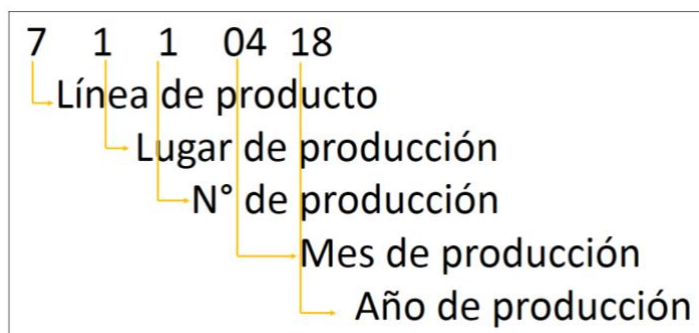 7 1 1 04 18
Línea de producto
Lugar de producción
N° de producción
Mes de producción
Año de producción